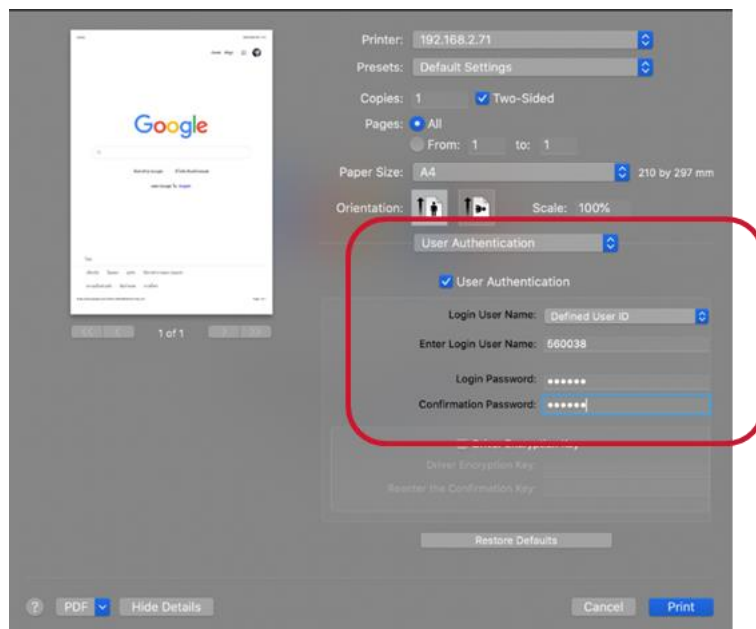 Printer: 192.168.2.71
Presets: Default Settings
Copies: 1 Two-Sided
Pages: All
From: 1 to: 1
Paper Size: A4 210 by 297 mm
Orientation: Scale: 100%
User Authentication
User Authentication
Login User Name: Defined User ID
Enter Login User Name: 560038
Login Password: ••••••
Confirmation Password: ••••••
Driver Encryption Key
Driver Encryption Key:
Reenter the Confirmation Key:
Restore Defaults
Google
1 of 1
? PDF Hide Details Cancel Print